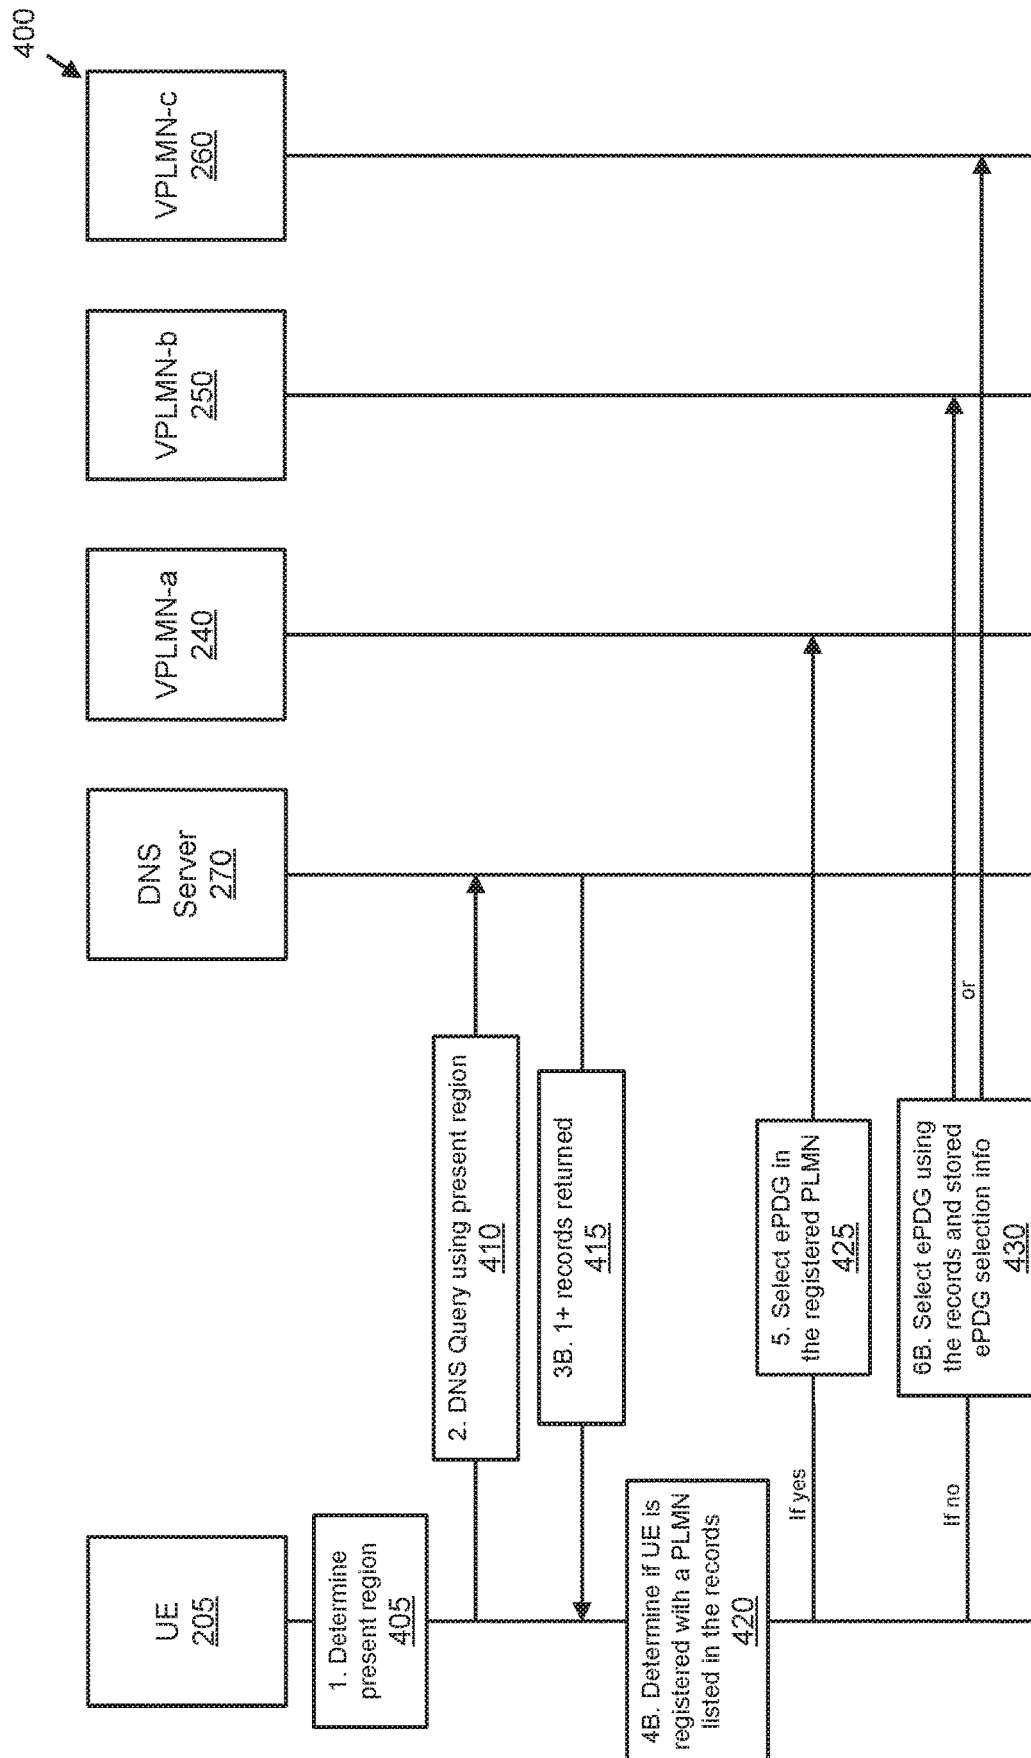 400
UE
205
DNS
Server
270
VPLMN-a
240
VPLMN-b
250
VPLMN-c
260
1. Determine
present region
405
2. DNS Query using present region
410
3B. 1+ records returned
415
4B. Determine if UE is
registered with a PLMN
listed in the records
420
If yes
5. Select ePDG in
the registered PLMN
425
If no
6B. Select ePDG using
the records and stored
ePDG selection info
430
or